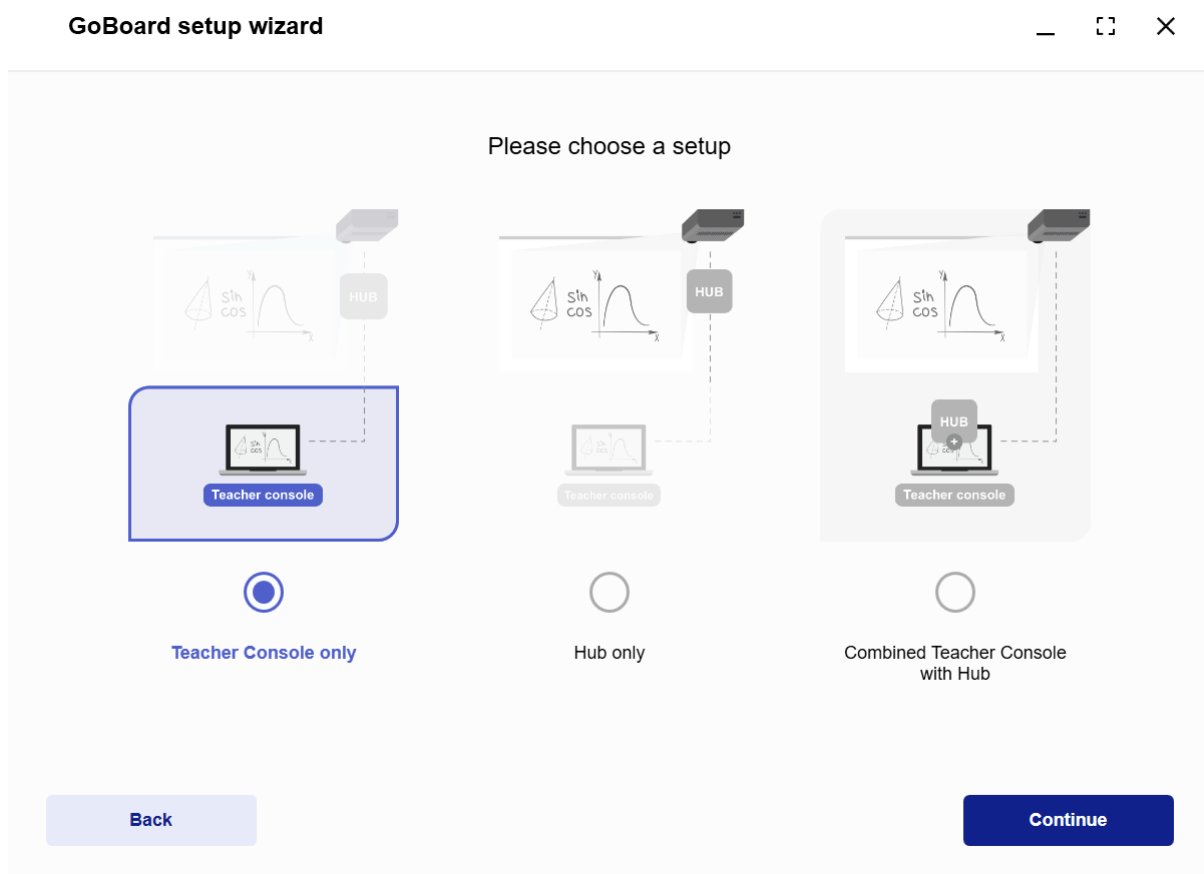 GoBoard setup wizard
Please choose a setup
HUB
sin
cos
Y
X
Teacher console
HUB
sin
cos
Y
X
Teacher console
HUB
sin
cos
Y
X
Teacher console
Teacher Console only
Hub only
Combined Teacher Console
with Hub
Back
Continue